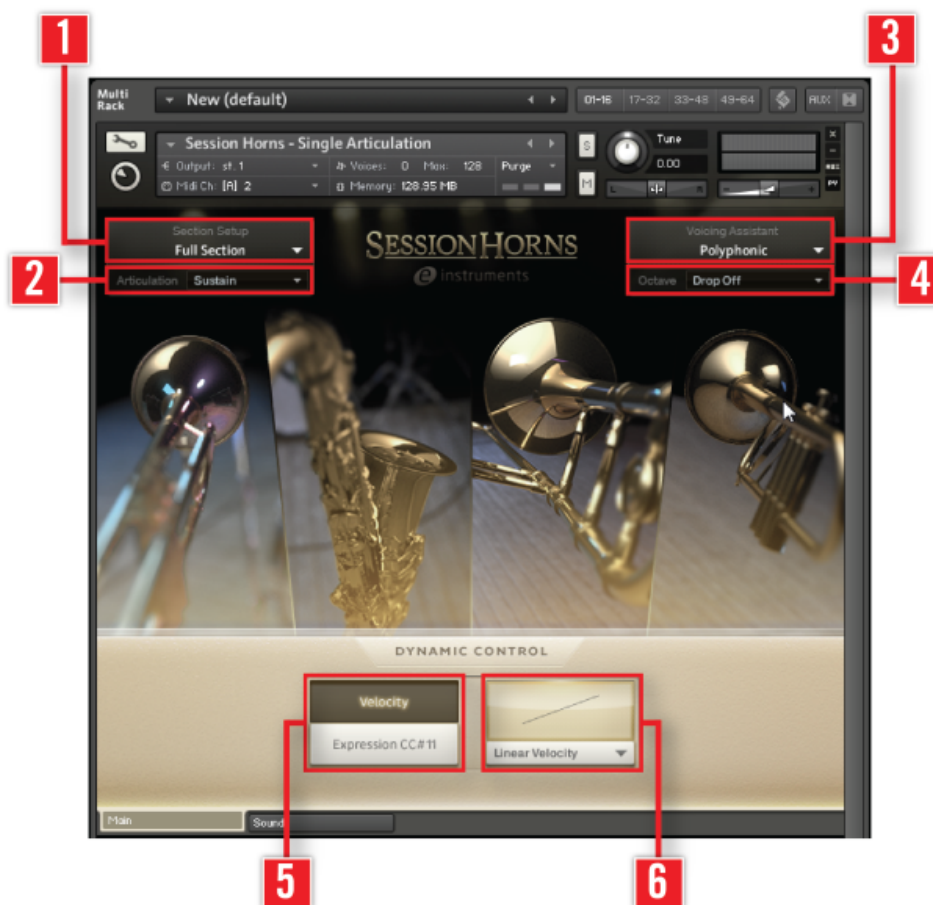 1
3
Multi Rack
New (default)
01-16 17-32 33-48 49-64 AUX
Session Horns - Single Articulation
S
Tune
0.00
Output: st. 1
Voices: 0 Max: 128 Purge
Midi Ch: [A] 2
Memory: 128.95 MB
M
L R
PV
Section Setup
Full Section
SESSION HORNS
e instruments
Voicing Assistant
Polyphonic
2
4
Articulation Sustain
Octave Drop Off
DYNAMIC CONTROL
Velocity
Expression CC#11
Linear Velocity
Main
Sound
5
6